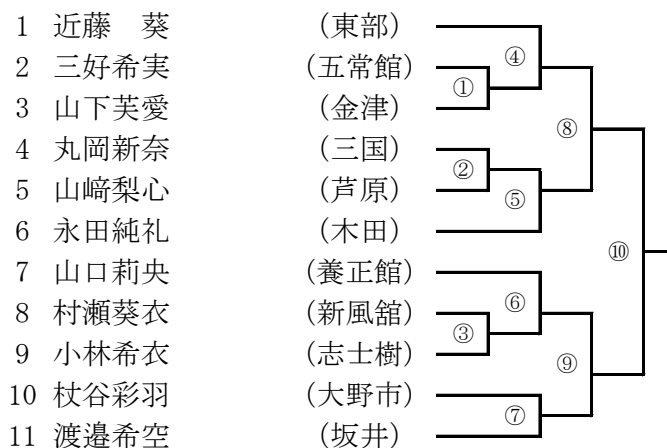 1 近藤　葵 (東部)
2 三好希実 (五常館)
3 山下芙愛 (金津)
4 丸岡新奈 (三国)
5 山﨑梨心 (芦原)
6 永田純礼 (木田)
7 山口莉央 (養正館)
8 村瀬葵衣 (新風舘)
9 小林希衣 (志士樹)
10 杖谷彩羽 (大野市)
11 渡邉希空 (坂井)
④
①
⑧
②
⑤
⑩
⑥
③
⑨
⑦